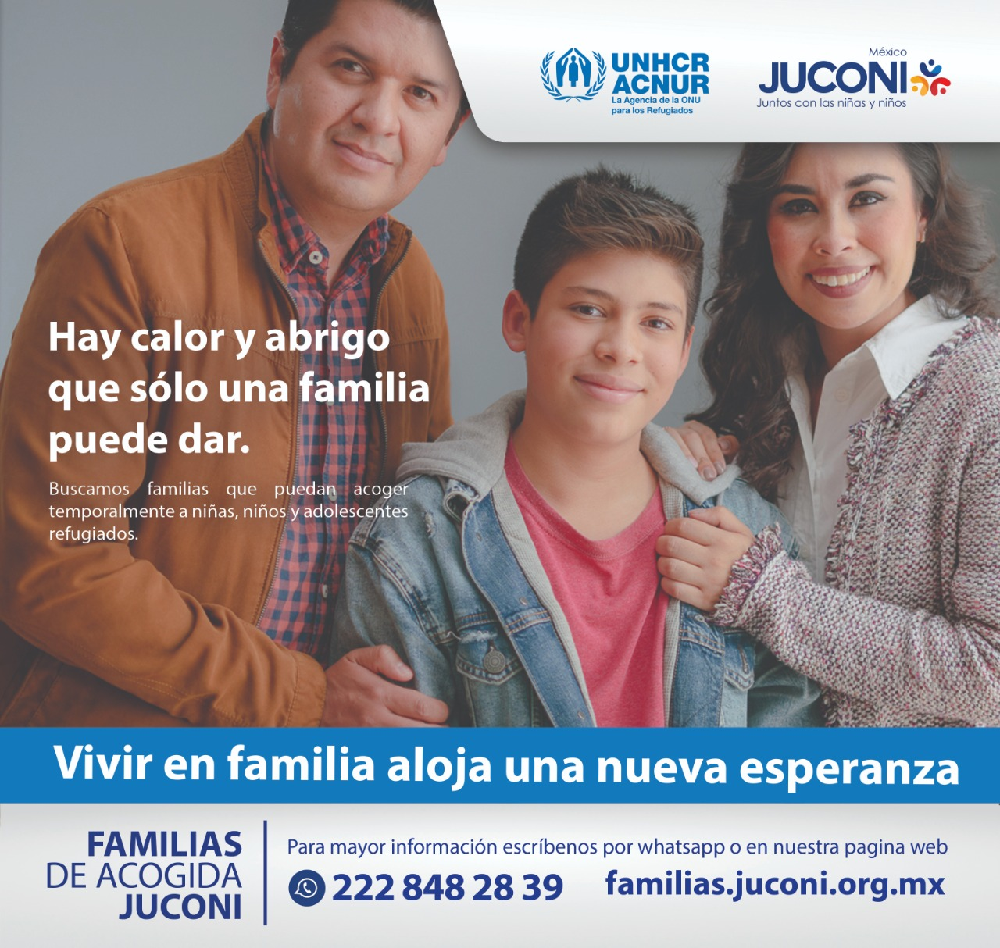 UNHCR
ACNUR
La Agencia de la ONU
para los Refugiados
México
JUCONI
Juntos con las niñas y niños
Hay calor y abrigo
que sólo una familia
puede dar.
Buscamos familias que puedan acoger
temporalmente a niñas, niños y adolescentes
refugiados.
Vivir en familia aloja una nueva esperanza
FAMILIAS
DE ACOGIDA
JUCONI
Para mayor información escríbenos por whatsapp o en nuestra pagina web
222 848 28 39
familias.juconi.org.mx